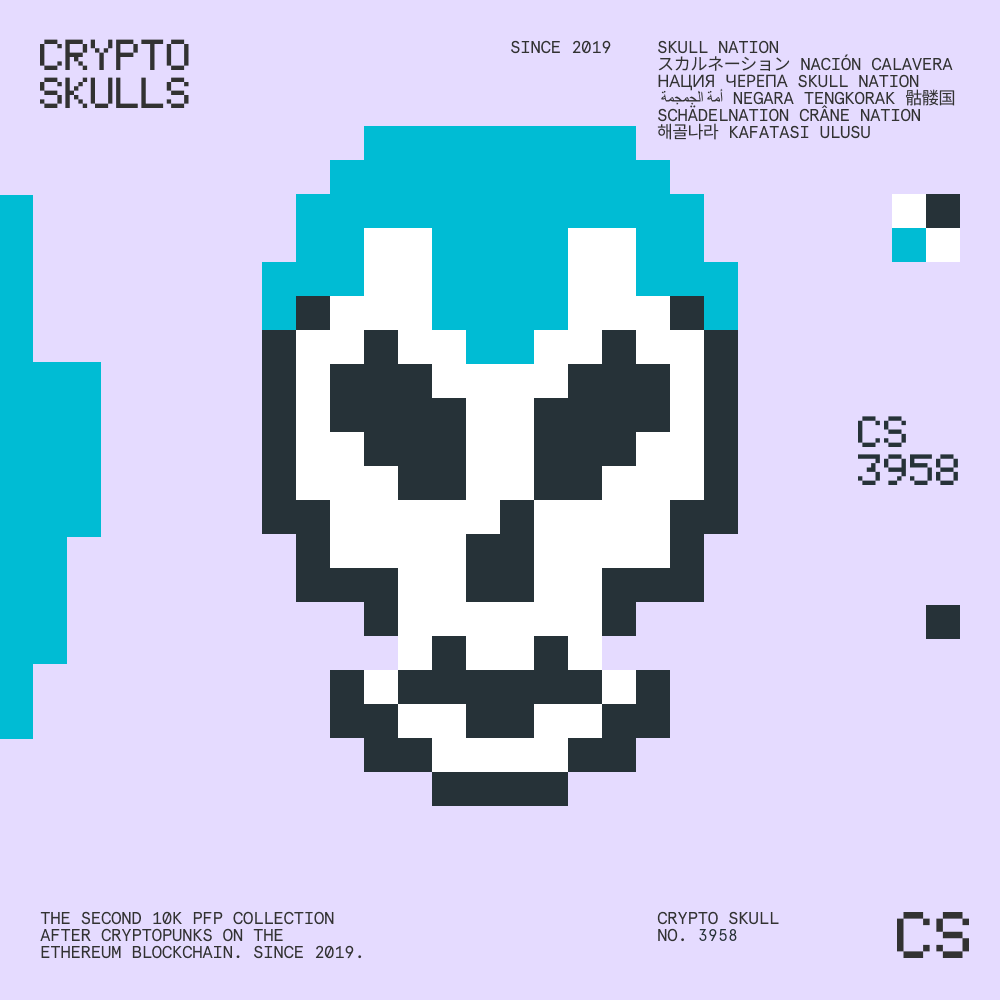 CRYPTO
SKULLS
SINCE 2019
SKULL NATION
スカルネーション NACIÓN CALAVERA
НАЦИЯ ЧЕРЕПА SKULL NATION
أمة الجمجمة NEGARA TENGKORAK 骷髅国
SCHÄDELNATION CRÂNE NATION
해골나라 KAFATASI ULUSU
CS
3958
THE SECOND 10K PFP COLLECTION
AFTER CRYPTOPUNKS ON THE
ETHEREUM BLOCKCHAIN. SINCE 2019.
CRYPTO SKULL
NO. 3958
CS